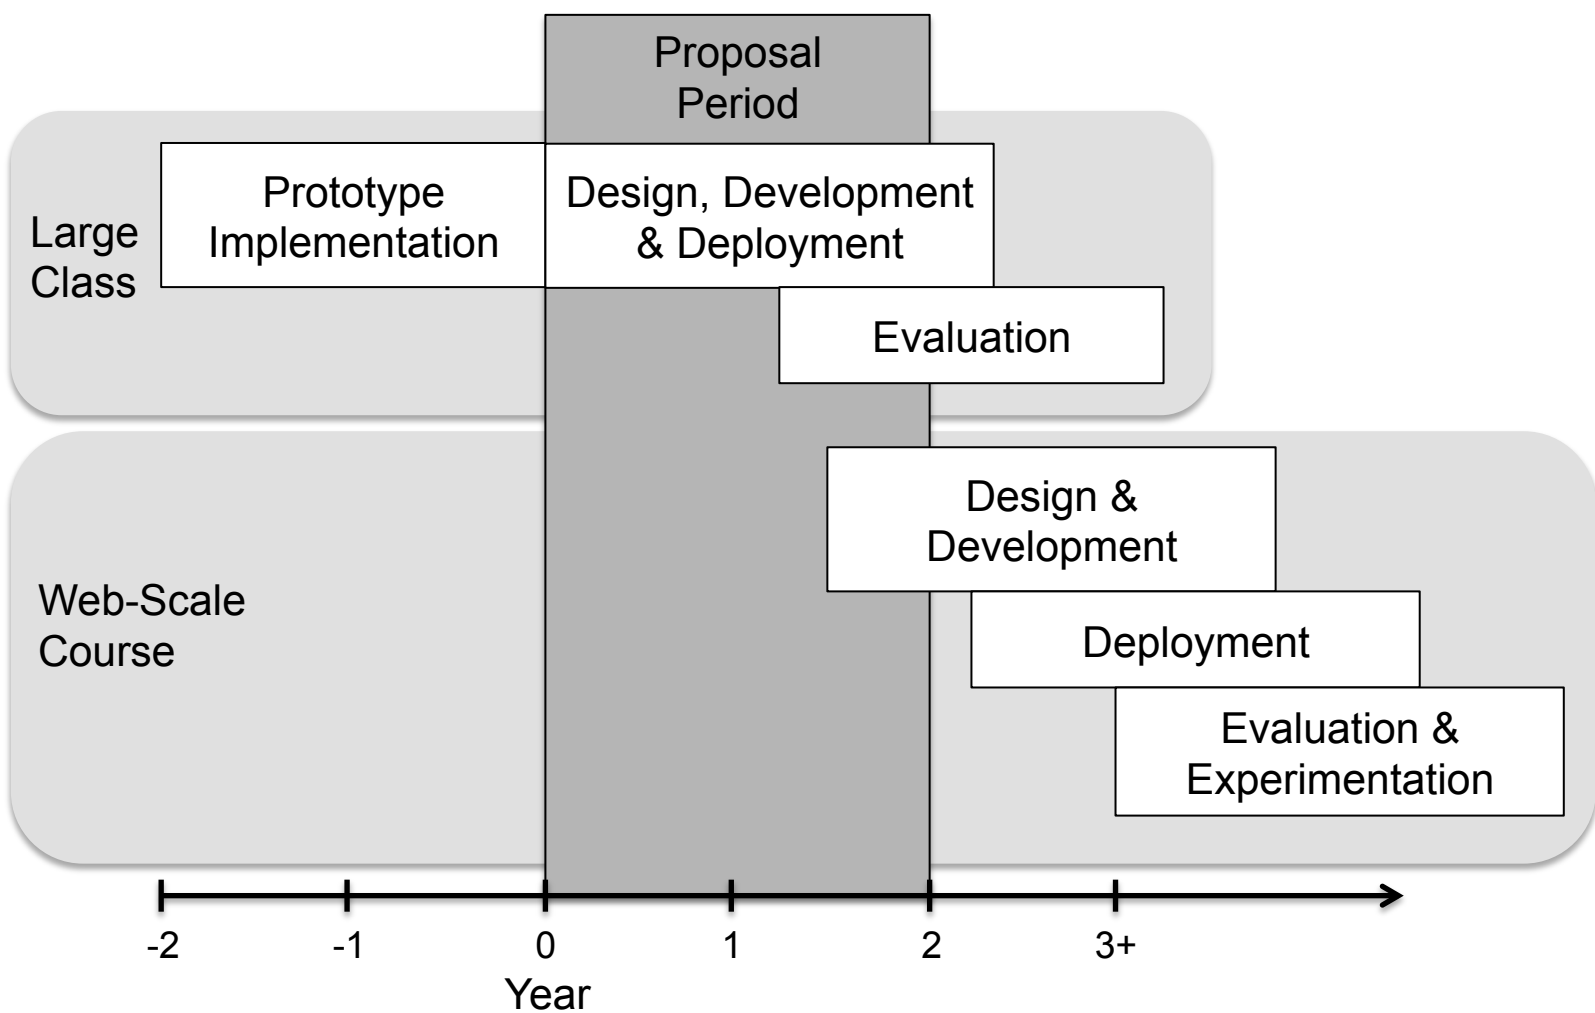 Proposal
Period
Large
Class
Prototype
Implementation
Design, Development
& Deployment
Evaluation
Web-Scale
Course
Design &
Development
Deployment
Evaluation &
Experimentation
-2 -1 0 1 2 3+
Year